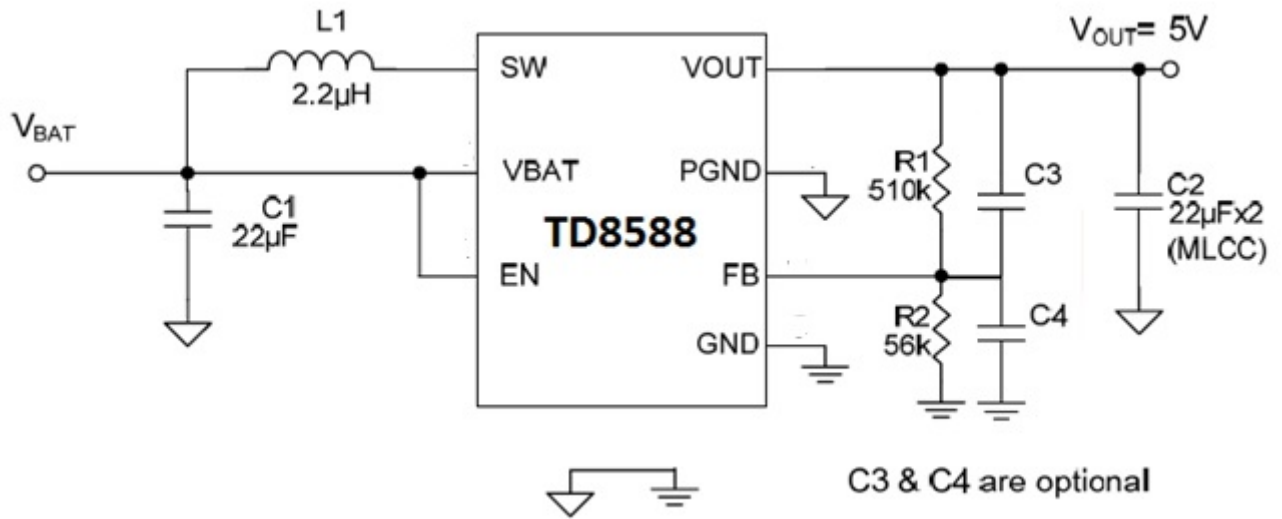 L1
2.2µH
VBAT
C1
22µF
SW
VBAT
EN
TD8588
VOUT
PGND
FB
GND
VOUT= 5V
R1
510k
C3
C2
22µFx2
(MLCC)
R2
56k
C4
C3 & C4 are optional